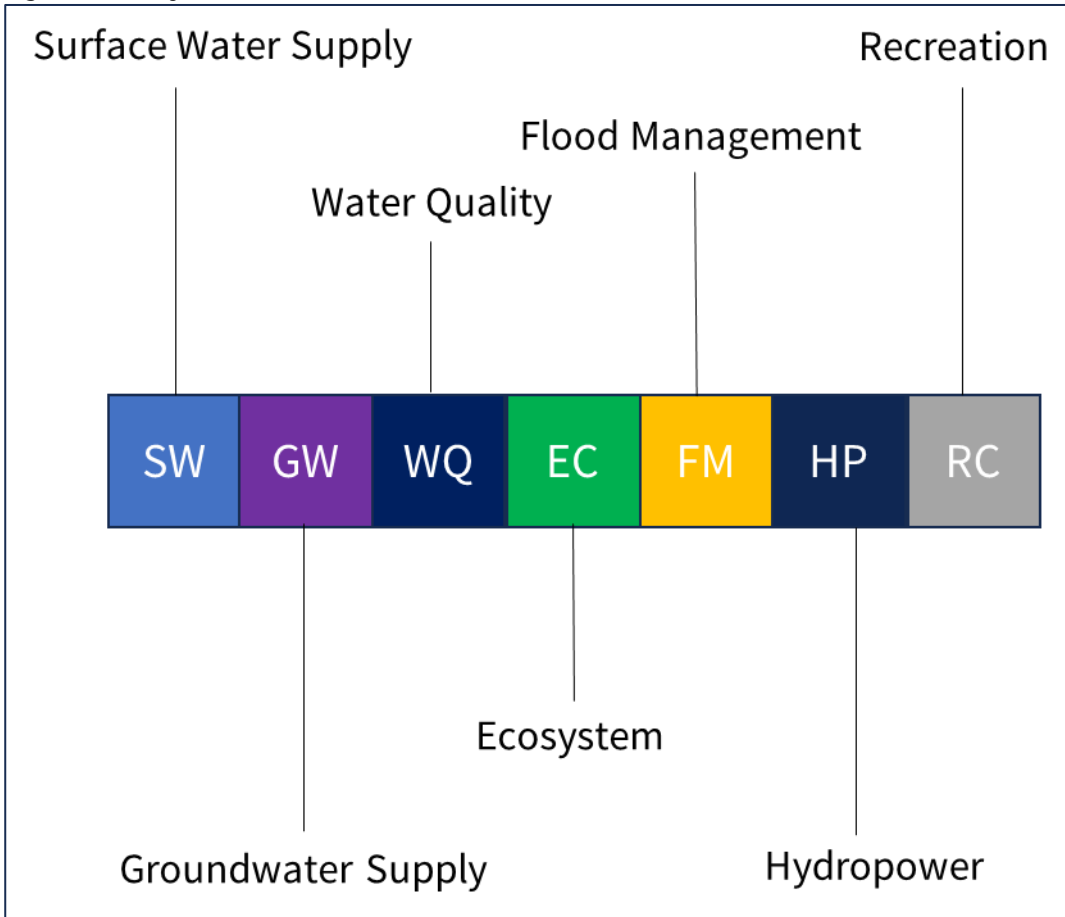 Surface Water Supply
Recreation
Flood Management
Water Quality
SW GW WQ EC FM HP RC
Ecosystem
Groundwater Supply
Hydropower